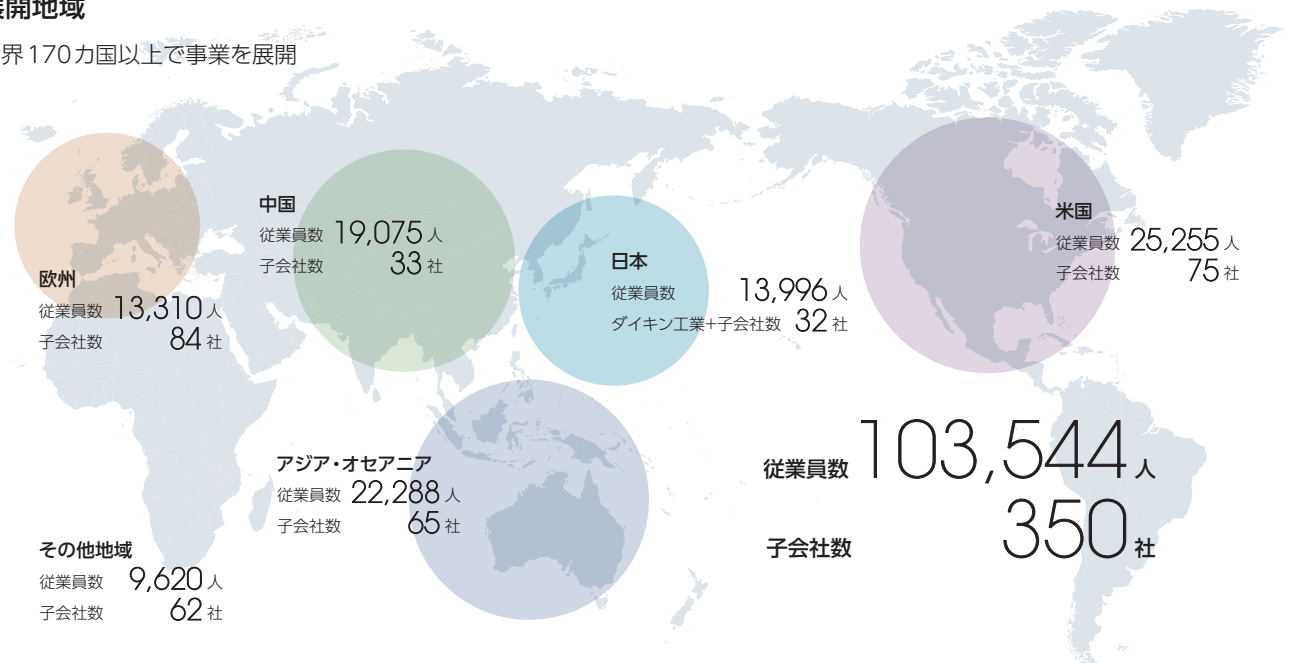 展開地域
界170カ国以上で事業を展開
中国
従業員数 19,075人
子会社数 33社
欧州
従業員数 13,310人
子会社数 84社
日本
従業員数 13,996人
ダイキン工業+子会社数 32社
米国
従業員数 25,255人
子会社数 75社
アジア・オセアニア
従業員数 22,288人
子会社数 65社
その他地域
従業員数 9,620人
子会社数 62社
従業員数 103,544人
子会社数 350社